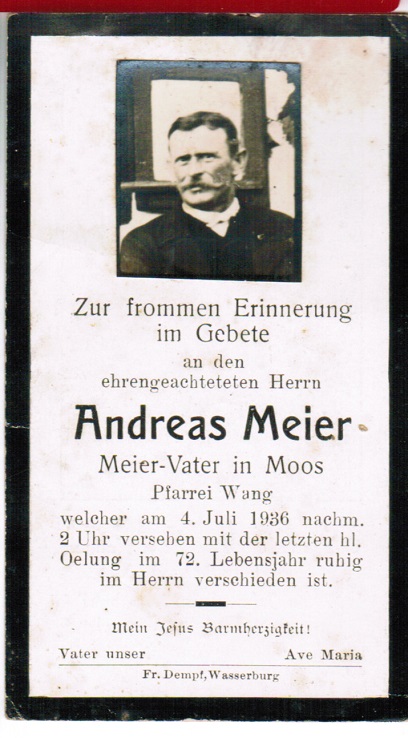 Zur frommen Erinnerung
im Gebete
an den
ehrengeachteteten Herrn
Andreas Meier
Meier-Vater in Moos
Pfarrei Wang
welcher am 4. Juli 1936 nachm.
2 Uhr versehen mit der letzten hl.
Oelung im 72. Lebensjahr ruhig
im Herrn verschieden ist.
Mein Jesus Barmherzigkeit!
Vater unser Ave Maria
Fr. Dempf, Wasserburg